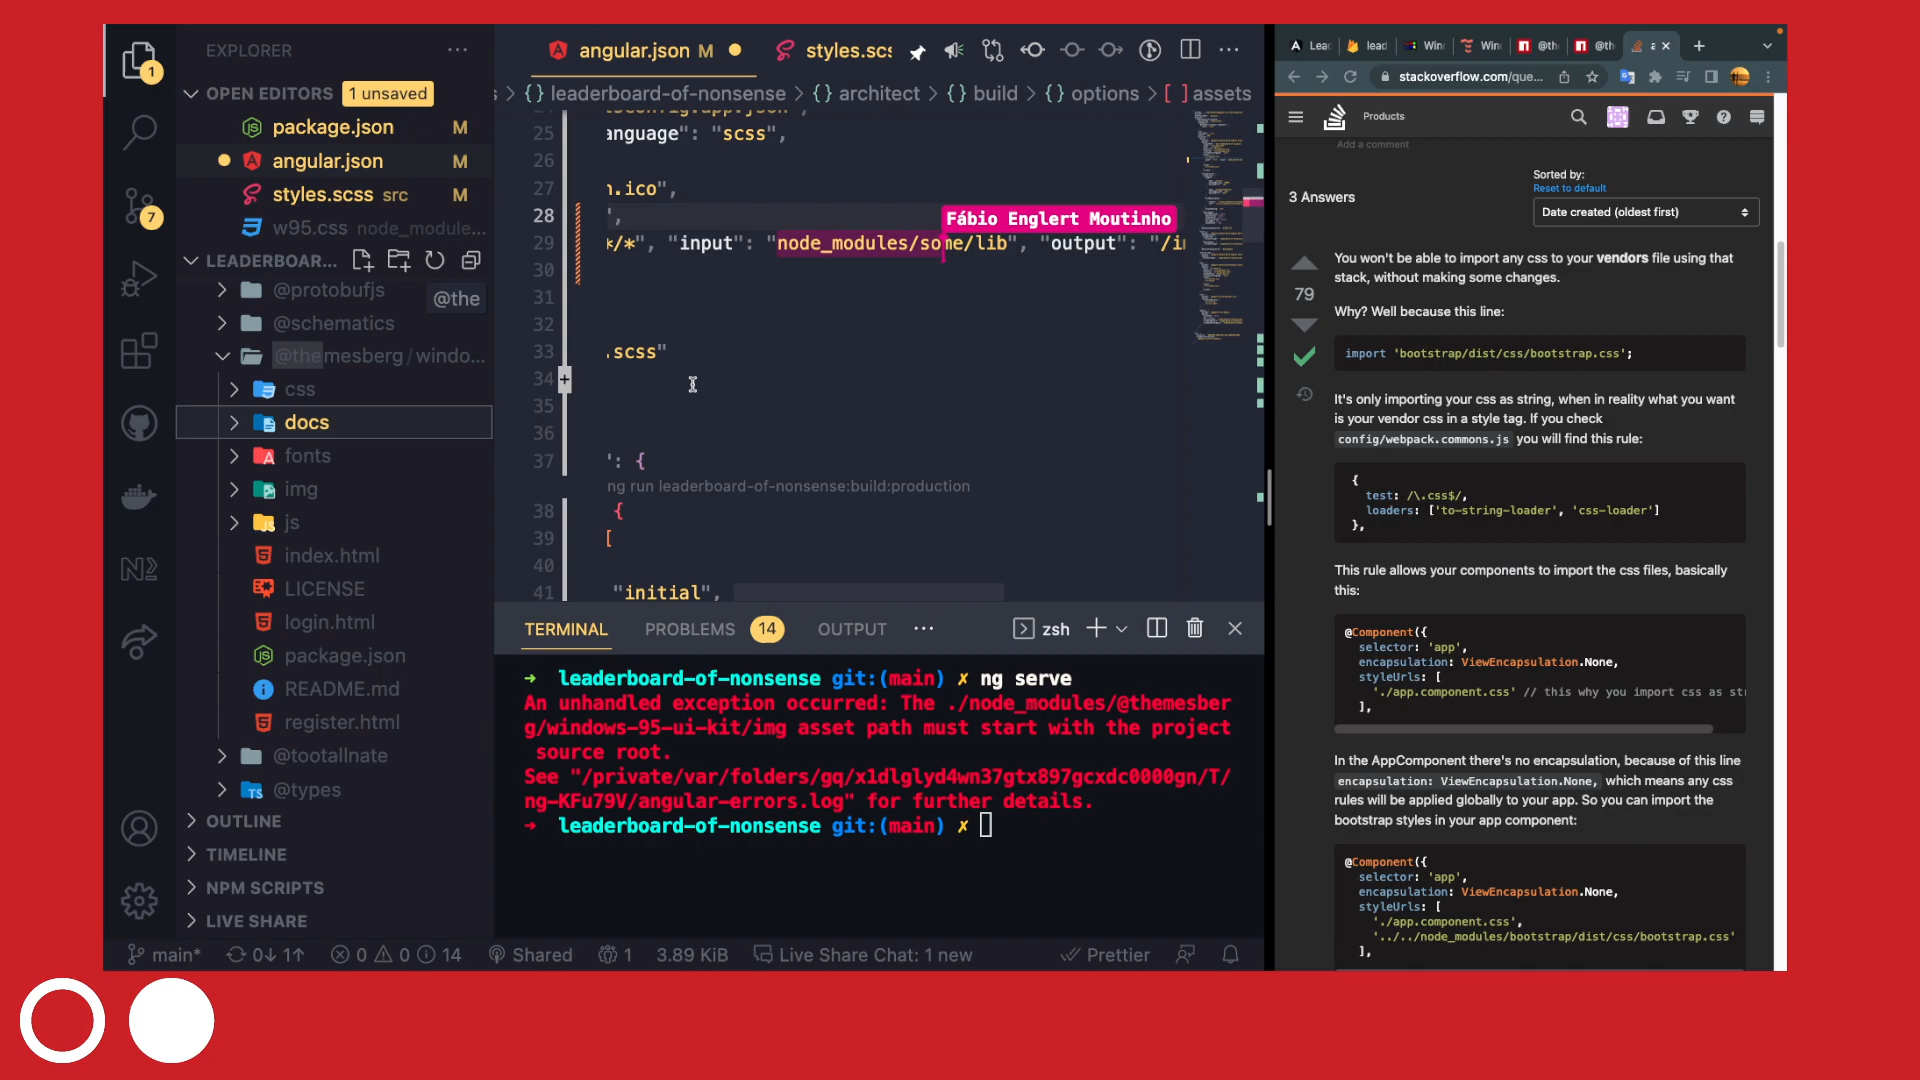 EXPLORER
OPEN EDITORS
1 unsaved
package.json M
angular.json M
styles.scss src M
w95.css node_module...
LEADERBOAR...
@the
@protobufjs
@schematics
@themesberg/windo...
css
docs
fonts
img
js
index.html
LICENSE
login.html
package.json
README.md
register.html
@tootallnate
@types
OUTLINE
TIMELINE
NPM SCRIPTS
LIVE SHARE
1
7
angular.json M
styles.scs
leaderboard-of-nonsense > {} architect > {} build > {} options > [ ] assets
25 anguage": "scss",
26
27 n.ico",
28 ",
Fábio Englert Moutinho
29 */*", "input": "node_modules/some/lib", "output": "/i
30
31
32
33 .scss"
34
35
36
37 ": {
ng run leaderboard-of-nonsense:build:production
38 {
39 [
40
41 "initial",
TERMINAL PROBLEMS 14 OUTPUT ... zsh
→ leaderboard-of-nonsense git:(main) ✗ ng serve
An unhandled exception occurred: The ./node_modules/@themesber
g/windows-95-ui-kit/img asset path must start with the project
source root.
See "/private/var/folders/gq/x1dlglyd4wn37gtx897gcxdc0000gn/T/
ng-KFu79V/angular-errors.log" for further details.
→ leaderboard-of-nonsense git:(main) ✗
main* 0↓ 1↑ 0 0 14 Shared 1 3.89 KiB Live Share Chat: 1 new Prettier
Lea lead Win Win @th @th a
stackoverflow.com/que...
Products
Add a comment
3 Answers
Sorted by:
Reset to default
Date created (oldest first)
79
You won't be able to import any css to your vendors file using that
stack, without making some changes.
Why? Well because this line:
import 'bootstrap/dist/css/bootstrap.css';
It's only importing your css as string, when in reality what you want
is your vendor css in a style tag. If you check
config/webpack.commons.js you will find this rule:
{
test: /\.css$/,
loaders: ['to-string-loader', 'css-loader']
},
This rule allows your components to import the css files, basically
this:
@Component({
selector: 'app',
encapsulation: ViewEncapsulation.None,
styleUrls: [
'./app.component.css' // this why you import css as st
],
In the AppComponent there's no encapsulation, because of this line
encapsulation: ViewEncapsulation.None, which means any css
rules will be applied globally to your app. So you can import the
bootstrap styles in your app component:
@Component({
selector: 'app',
encapsulation: ViewEncapsulation.None,
styleUrls: [
'./app.component.css',
'../../node_modules/bootstrap/dist/css/bootstrap.css'
],